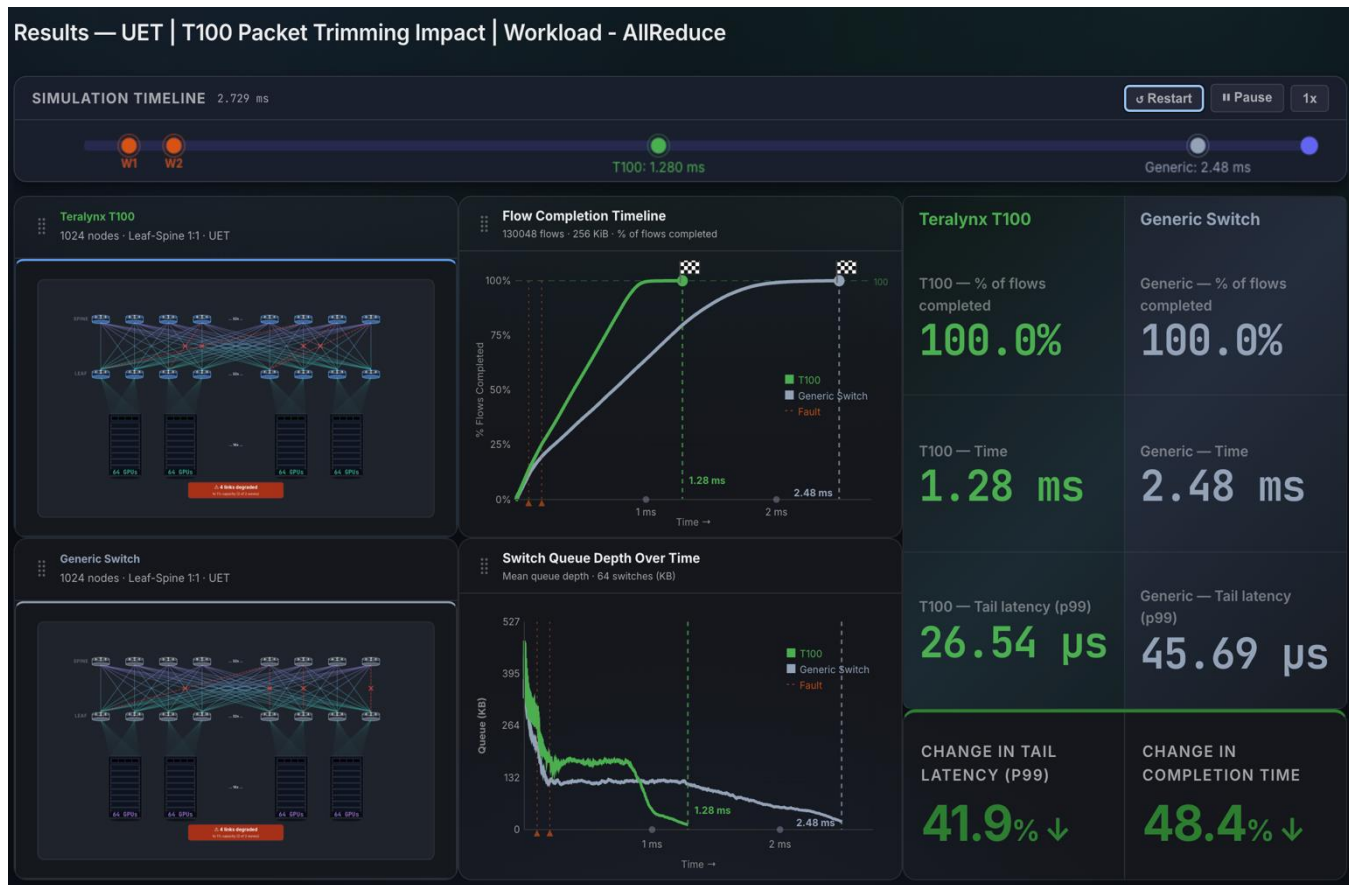 Results — UET | T100 Packet Trimming Impact | Workload - AllReduce
SIMULATION TIMELINE 2.729 ms
↺ Restart
Pause
1x
W1
W2
T100: 1.280 ms
Generic: 2.48 ms
Teralynx T100
1024 nodes · Leaf-Spine 1:1 · UET
SPINE
LEAF
64 GPUs
64 GPUs
64 GPUs
64 GPUs
4 links degraded
Flow Completion Timeline
130048 flows · 256 KiB · % of flows completed
100%
75%
50%
25%
0%
% Flows Completed
100
T100
Generic Switch
Fault
1.28 ms
2.48 ms
1 ms
2 ms
Time →
Generic Switch
1024 nodes · Leaf-Spine 1:1 · UET
SPINE
LEAF
64 GPUs
64 GPUs
64 GPUs
64 GPUs
4 links degraded
Switch Queue Depth Over Time
Mean queue depth · 64 switches (KB)
527
395
264
132
0
Queue (KB)
T100
Generic Switch
Fault
1.28 ms
2.48 ms
1 ms
2 ms
Time →
Teralynx T100
Generic Switch
T100 — % of flows
completed
100.0%
Generic — % of flows
completed
100.0%
T100 — Time
1.28 ms
Generic — Time
2.48 ms
T100 — Tail latency (p99)
26.54 µs
Generic — Tail latency
(p99)
45.69 µs
CHANGE IN TAIL
LATENCY (P99)
41.9% ↓
CHANGE IN
COMPLETION TIME
48.4% ↓